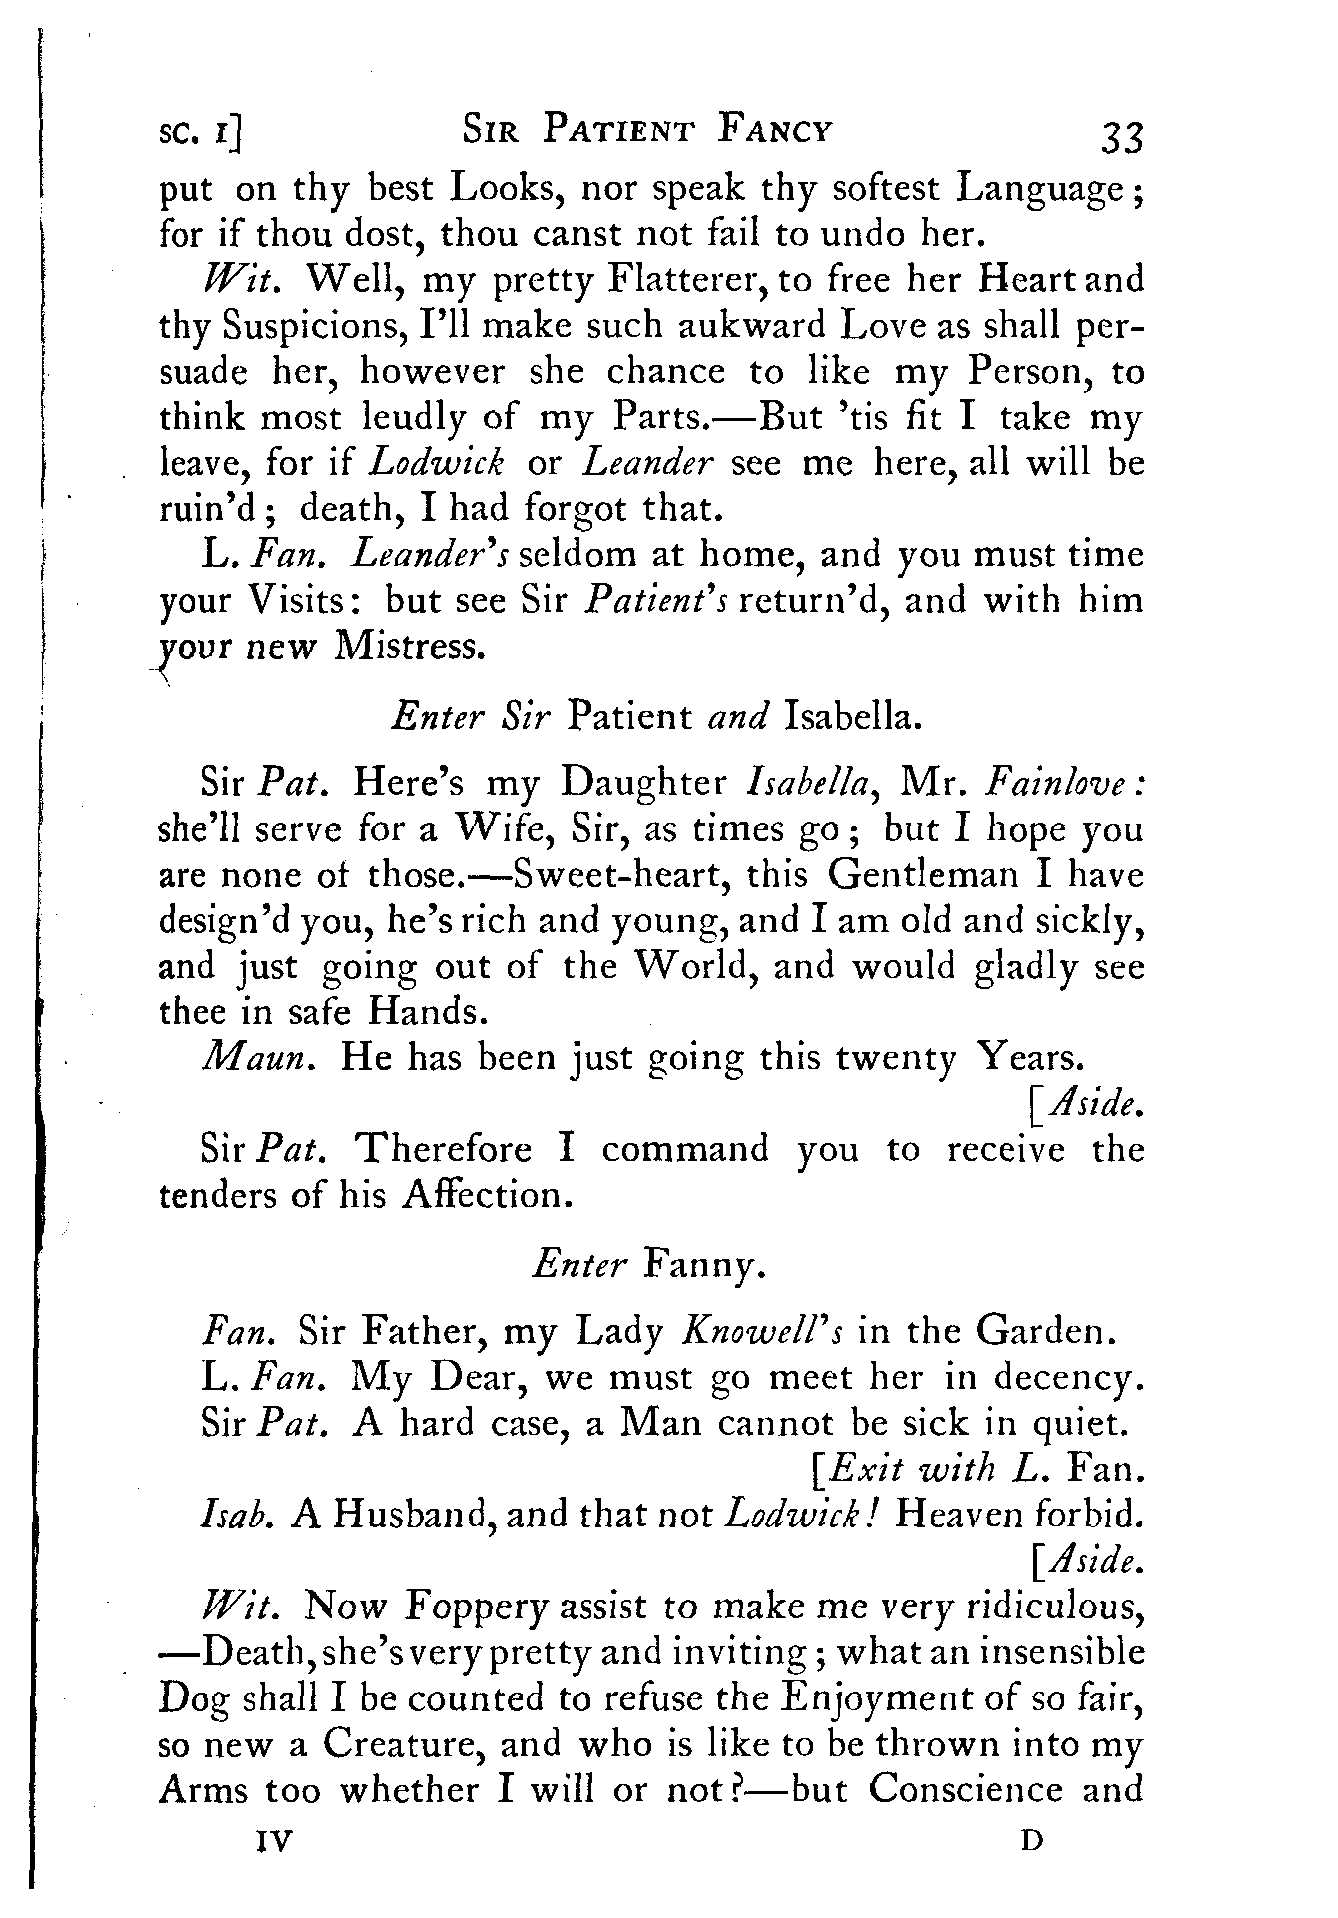 sc. I] Sir Patient Fancy 33
put on thy best Looks, nor speak thy softest Language ;
for if thou dost, thou canst not fail to undo her.
Wit. Well, my pretty Flatterer, to free her Heart and
thy Suspicions, I'll make such aukward Love as shall per-
suade her, however she chance to like my Person, to
think most leudly of my Parts.—But 'tis fit I take my
leave, for if Lodwick or Leander see me here, all will be
ruin'd ; death, I had forgot that.
L. Fan. Leander's seldom at home, and you must time
your Visits : but see Sir Patient's return'd, and with him
your new Mistress.
Enter Sir Patient and Isabella.
Sir Pat. Here's my Daughter Isabella, Mr. Fainlove :
she'll serve for a Wife, Sir, as times go ; but I hope you
are none of those.—Sweet-heart, this Gentleman I have
design'd you, he's rich and young, and I am old and sickly,
and just going out of the World, and would gladly see
thee in safe Hands.
Maun. He has been just going this twenty Years.
[Aside.
Sir Pat. Therefore I command you to receive the
tenders of his Affection.
Enter Fanny.
Fan. Sir Father, my Lady Knowell's in the Garden.
L. Fan. My Dear, we must go meet her in decency.
Sir Pat. A hard case, a Man cannot be sick in quiet.
[Exit with L. Fan.
Isab. A Husband, and that not Lodwick ! Heaven forbid.
[Aside.
Wit. Now Foppery assist to make me very ridiculous,
—Death, she's very pretty and inviting ; what an insensible
Dog shall I be counted to refuse the Enjoyment of so fair,
so new a Creature, and who is like to be thrown into my
Arms too whether I will or not ?—but Conscience and
IV D